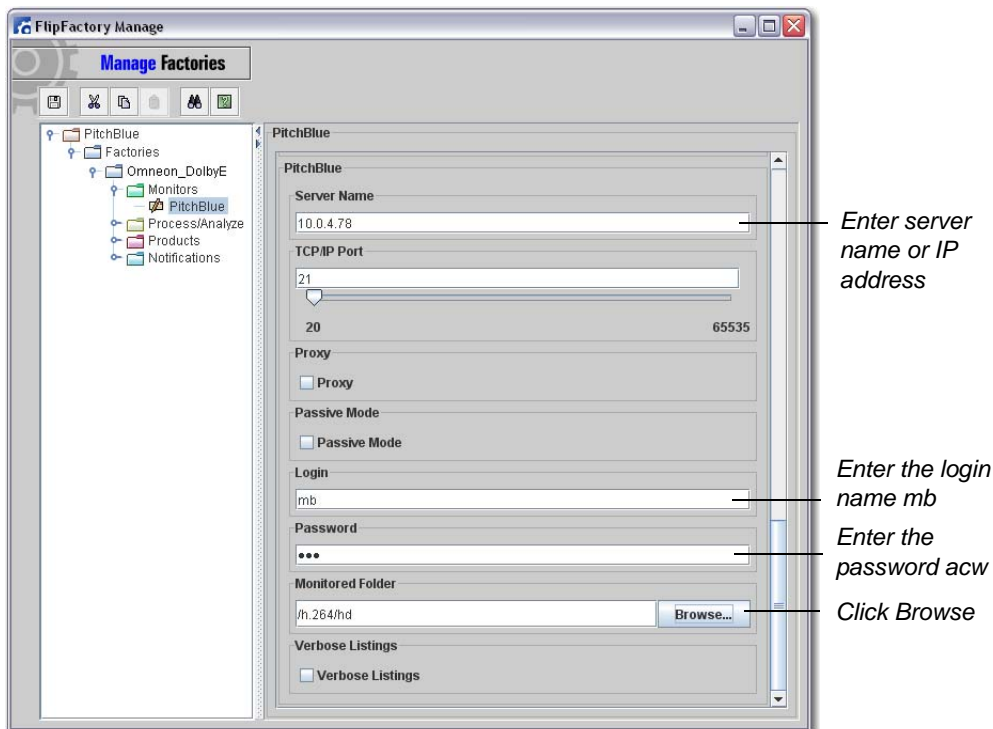 FlipFactory Manage
Manage Factories
PitchBlue
Factories
Omneon_DolbyE
Monitors
PitchBlue
Process/Analyze
Products
Notifications
PitchBlue
PitchBlue
Server Name
10.0.4.78
TCP/IP Port
21
20 65535
Proxy
Proxy
Passive Mode
Passive Mode
Login
mb
Password
•••
Monitored Folder
/h.264/hd
Browse...
Verbose Listings
Verbose Listings
Enter server
name or IP
address
Enter the login
name mb
Enter the
password acw
Click Browse